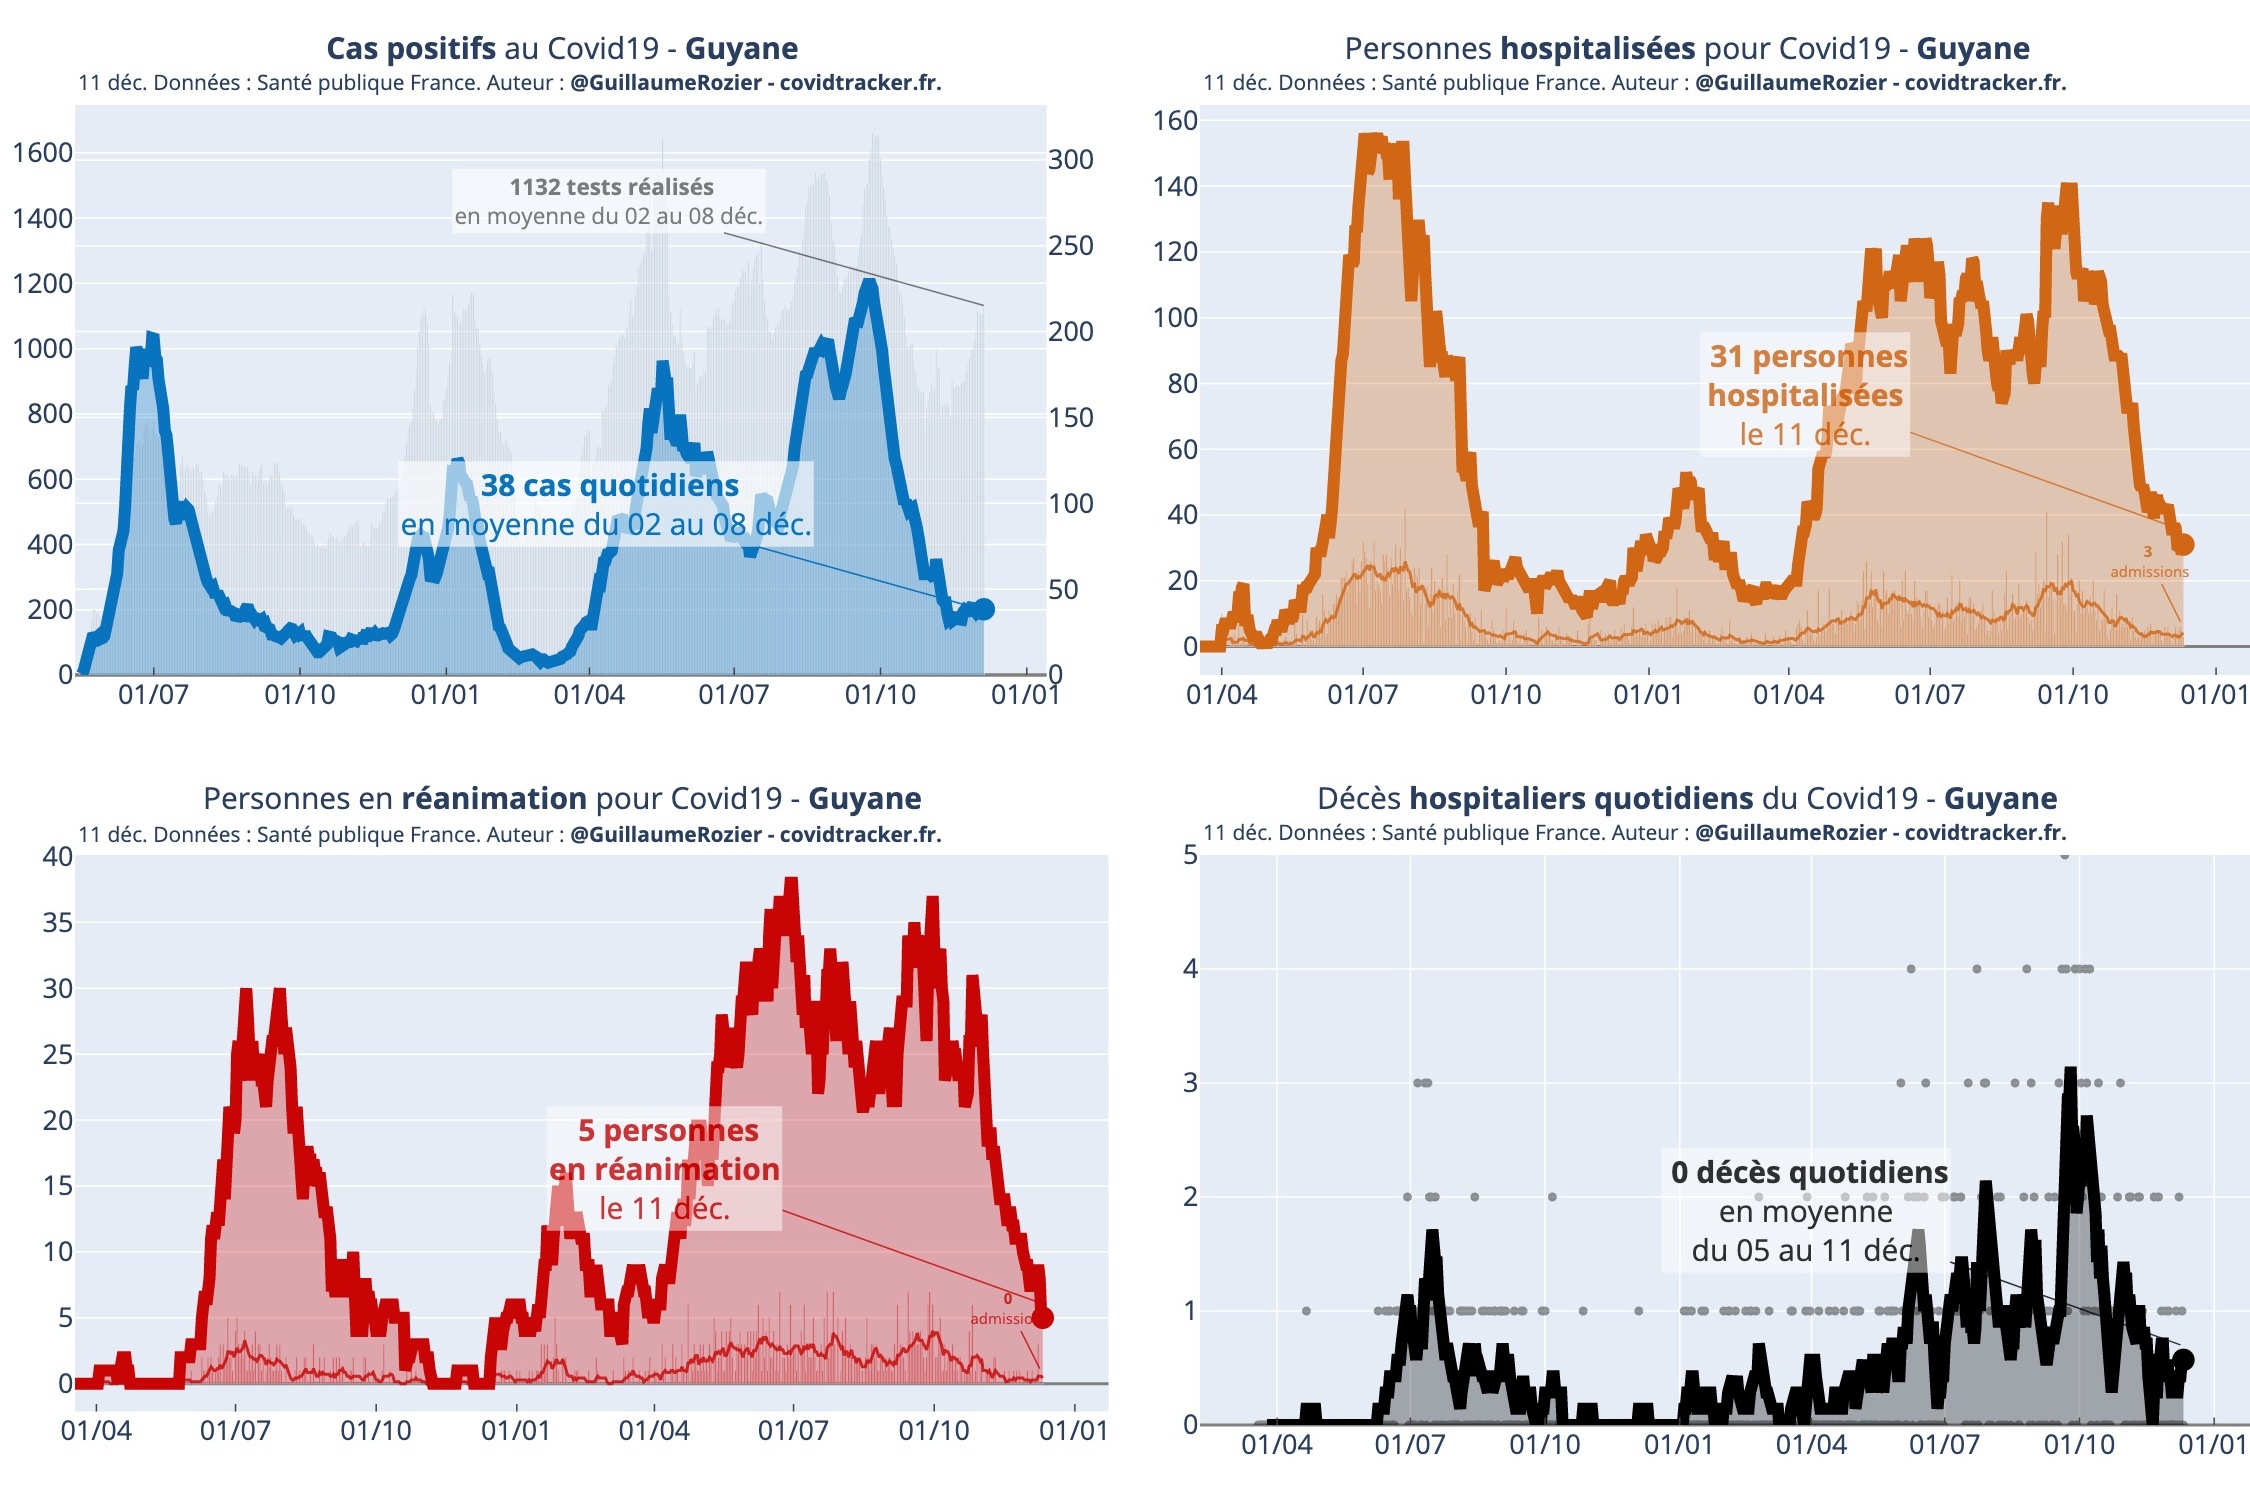 Cas positifs au Covid19 - Guyane
11 déc. Données : Santé publique France. Auteur : @GuillaumeRozier - covidtracker.fr.
1600
1400
1200
1000
800
600
400
200
0
300
250
200
150
100
50
0
1132 tests réalisés
en moyenne du 02 au 08 déc.
38 cas quotidiens
en moyenne du 02 au 08 déc.
01/07 01/10 01/01 01/04 01/07 01/10 01/01
Personnes hospitalisées pour Covid19 - Guyane
11 déc. Données : Santé publique France. Auteur : @GuillaumeRozier - covidtracker.fr.
160
140
120
100
80
60
40
20
0
31 personnes
hospitalisées
le 11 déc.
3
admissions
01/04 01/07 01/10 01/01 01/04 01/07 01/10 01/01
Personnes en réanimation pour Covid19 - Guyane
11 déc. Données : Santé publique France. Auteur : @GuillaumeRozier - covidtracker.fr.
40
35
30
25
20
15
10
5
0
5 personnes
en réanimation
le 11 déc.
0
admissio
01/04 01/07 01/10 01/01 01/04 01/07 01/10 01/01
Décès hospitaliers quotidiens du Covid19 - Guyane
11 déc. Données : Santé publique France. Auteur : @GuillaumeRozier - covidtracker.fr.
5
4
3
2
1
0
0 décès quotidiens
en moyenne
du 05 au 11 déc.
01/04 01/07 01/10 01/01 01/04 01/07 01/10 01/01